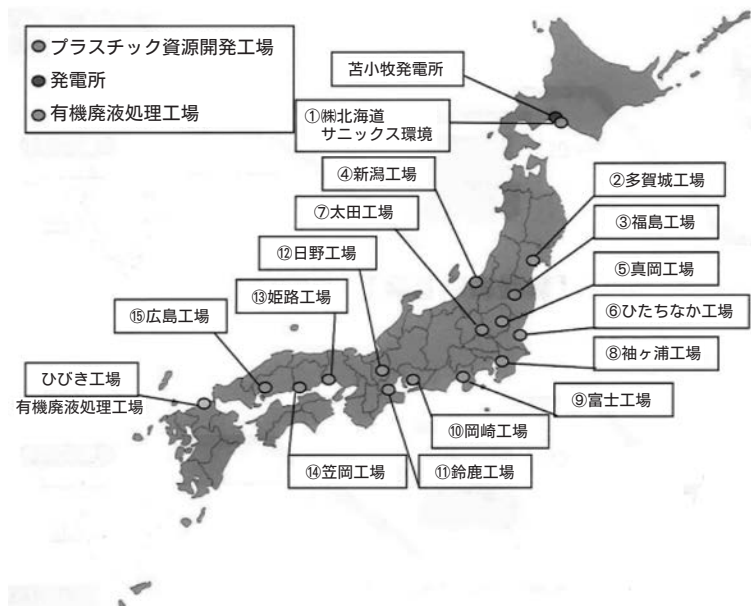 プラスチック資源開発工場
発電所
有機廃液処理工場
苫小牧発電所
①㈱北海道
サニックス環境
④新潟工場
②多賀城工場
⑦太田工場
③福島工場
⑫日野工場
⑤真岡工場
⑬姫路工場
⑥ひたちなか工場
⑮広島工場
⑧袖ヶ浦工場
ひびき工場
有機廃液処理工場
⑨富士工場
⑩岡崎工場
⑭笠岡工場
⑪鈴鹿工場